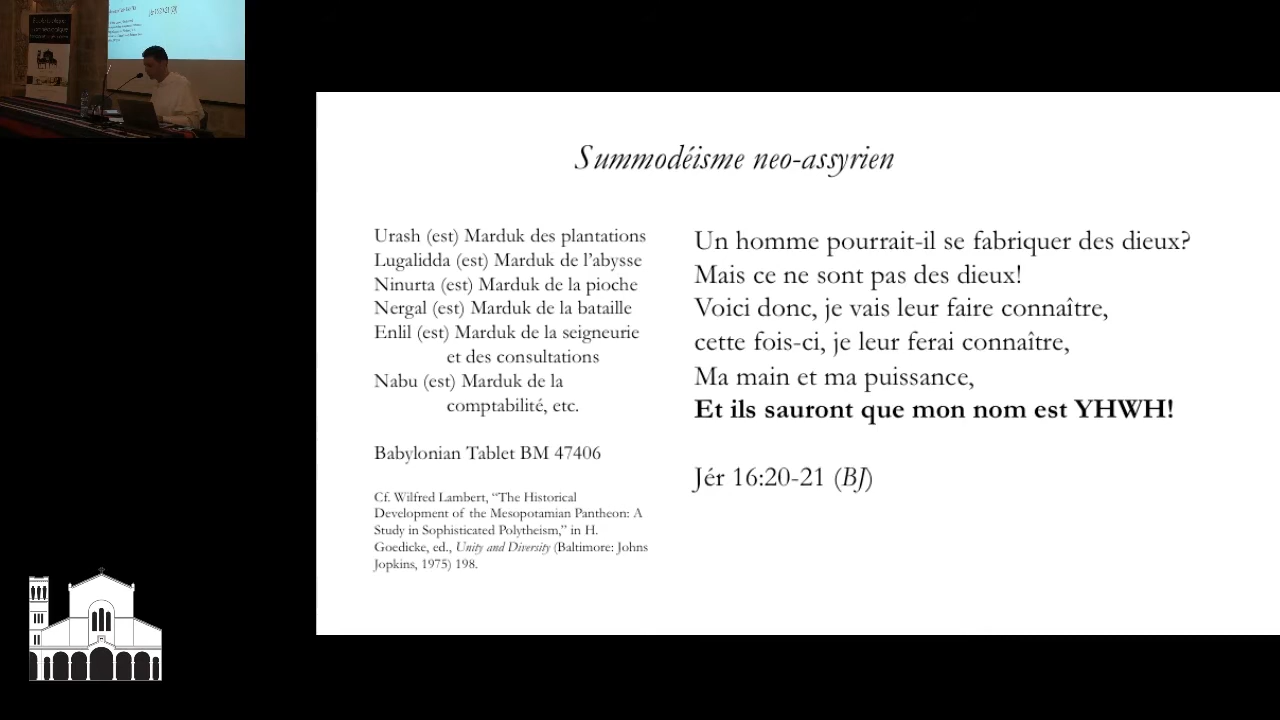 Summodéisme neo-assyrien
Urash (est) Marduk des plantations
Lugalidda (est) Marduk de l’abysse
Ninurta (est) Marduk de la pioche
Nergal (est) Marduk de la bataille
Enlil (est) Marduk de la seigneurie
et des consultations
Nabu (est) Marduk de la
comptabilité, etc.
Babylonian Tablet BM 47406
Cf. Wilfred Lambert, “The Historical
Development of the Mesopotamian Pantheon: A
Study in Sophisticated Polytheism,” in H.
Goedicke, ed., Unity and Diversity (Baltimore: Johns
Jopkins, 1975) 198.
Un homme pourrait-il se fabriquer des dieux?
Mais ce ne sont pas des dieux!
Voici donc, je vais leur faire connaître,
cette fois-ci, je leur ferai connaître,
Ma main et ma puissance,
Et ils sauront que mon nom est YHWH!
Jér 16:20-21 (BJ)